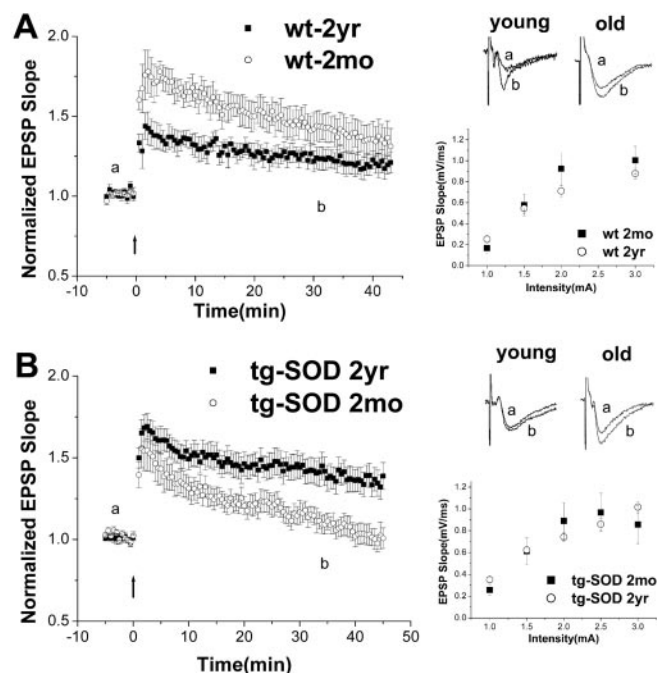 A
wt-2yr
wt-2mo
Normalized EPSP Slope
2.0
1.5
1.0
0.5
a
b
-10 0 10 20 30 40
Time(min)
young old
a a
b b
EPSP Slope(mV/ms)
1.2
1.0
0.8
0.6
0.4
0.2
0.0
wt 2mo
wt 2yr
1.0 1.5 2.0 2.5 3.0
Intensity(mA)
B
tg-SOD 2yr
tg-SOD 2mo
Normalized EPSP Slope
2.0
1.5
1.0
0.5
a
b
-10 0 10 20 30 40 50
Time(min)
young old
a a
b b
EPSP Slope(mV/ms)
1.2
1.0
0.8
0.6
0.4
0.2
0.0
tg-SOD 2mo
tg-SOD 2yr
1.0 1.5 2.0 2.5 3.0
Intensity(mA)